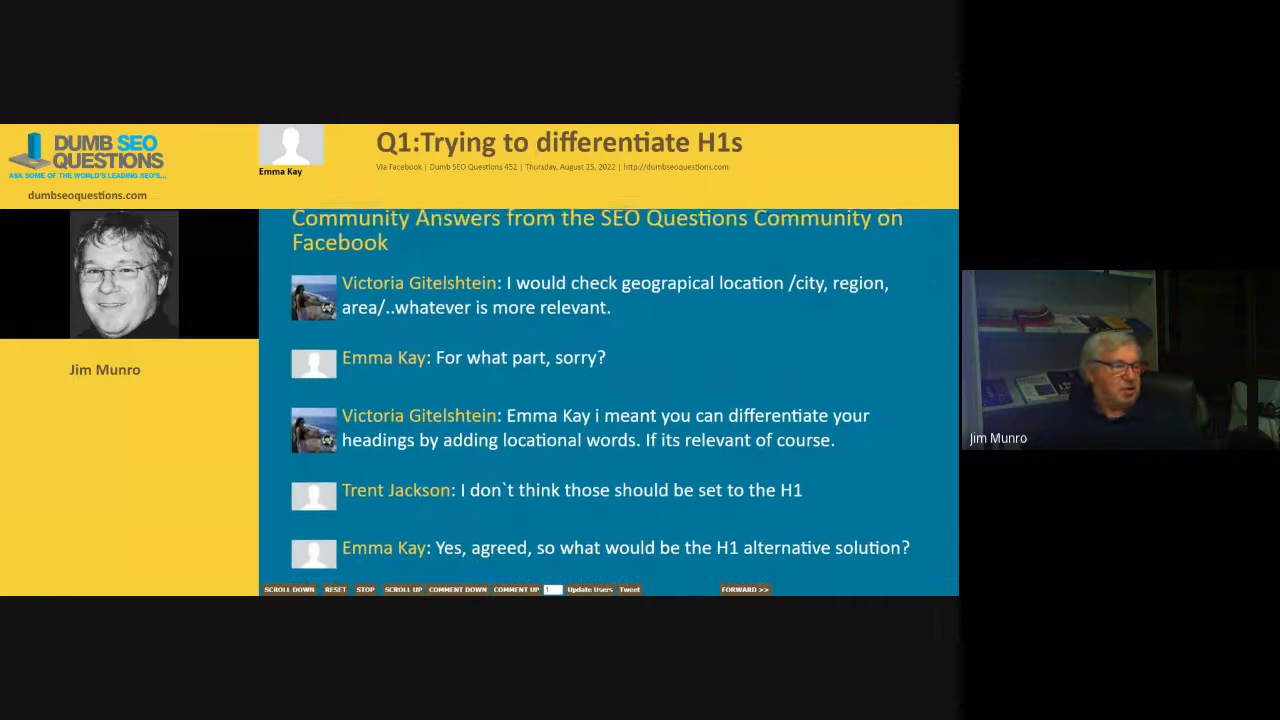 DUMB SEO
QUESTIONS
ASK SOME OF THE WORLD'S LEADING SEO'S...
dumbseoquestions.com
Emma Kay
Q1:Trying to differentiate H1s
Via Facebook | Dumb SEO Questions 452 | Thursday, August 25, 2022 | http://dumbseoquestions.com
Jim Munro
Community Answers from the SEO Questions Community on
Facebook
Victoria Gitelshtein: I would check geograpical location /city, region,
area/..whatever is more relevant.
Emma Kay: For what part, sorry?
Victoria Gitelshtein: Emma Kay i meant you can differentiate your
headings by adding locational words. If its relevant of course.
Trent Jackson: I don`t think those should be set to the H1
Emma Kay: Yes, agreed, so what would be the H1 alternative solution?
SCROLL DOWN RESET STOP SCROLL UP COMMENT DOWN COMMENT UP 1 Update Users Tweet FORWARD >>
Jim Munro